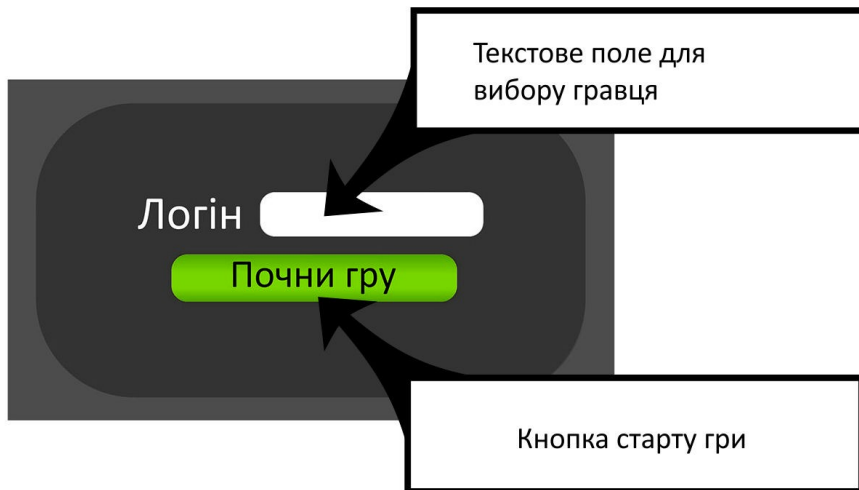 Текстове поле для
вибору гравця
Логін
Почни гру
Кнопка старту гри